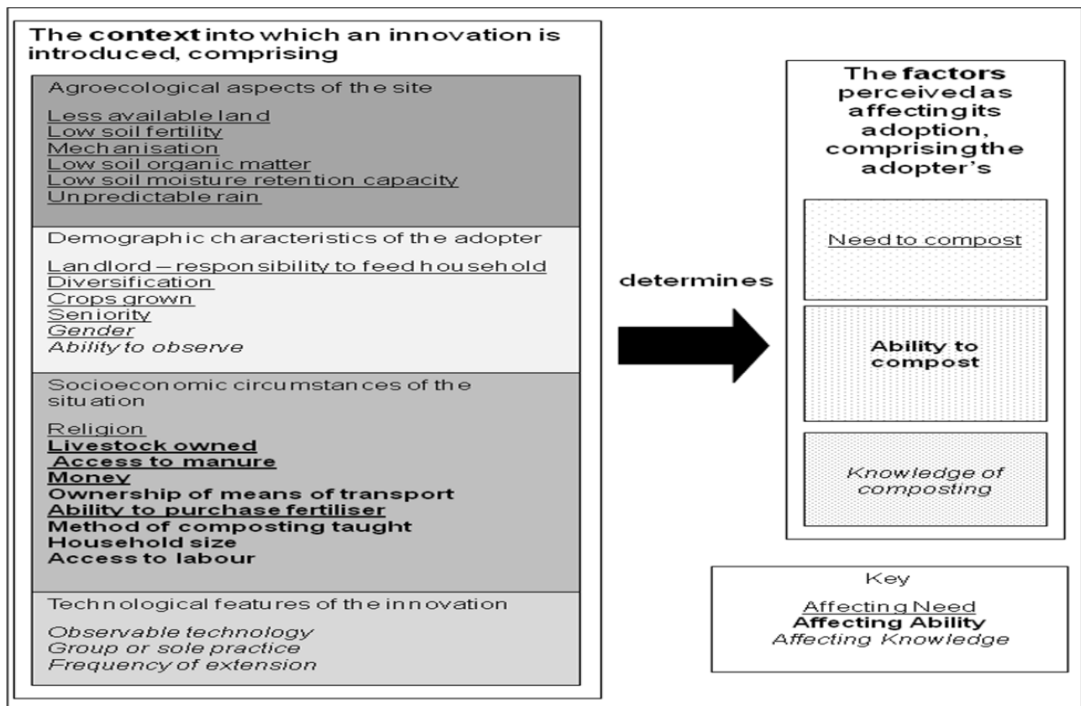 The context into which an innovation is
introduced, comprising
Agroecological aspects of the site
Less available land
Low soil fertility
Mechanisation
Low soil organic matter
Low soil moisture retention capacity
Unpredictable rain
Demographic characteristics of the adopter
Landlord – responsibility to feed household
Diversification
Crops grown
Seniority
Gender
Ability to observe
Socioeconomic circumstances of the
situation
Religion
Livestock owned
Access to manure
Money
Ownership of means of transport
Ability to purchase fertiliser
Method of composting taught
Household size
Access to labour
Technological features of the innovation
Observable technology
Group or sole practice
Frequency of extension
determines
The factors
perceived as
affecting its
adoption,
comprising the
adopter's
Need to compost
Ability to
compost
Knowledge of
composting
Key
Affecting Need
Affecting Ability
Affecting Knowledge